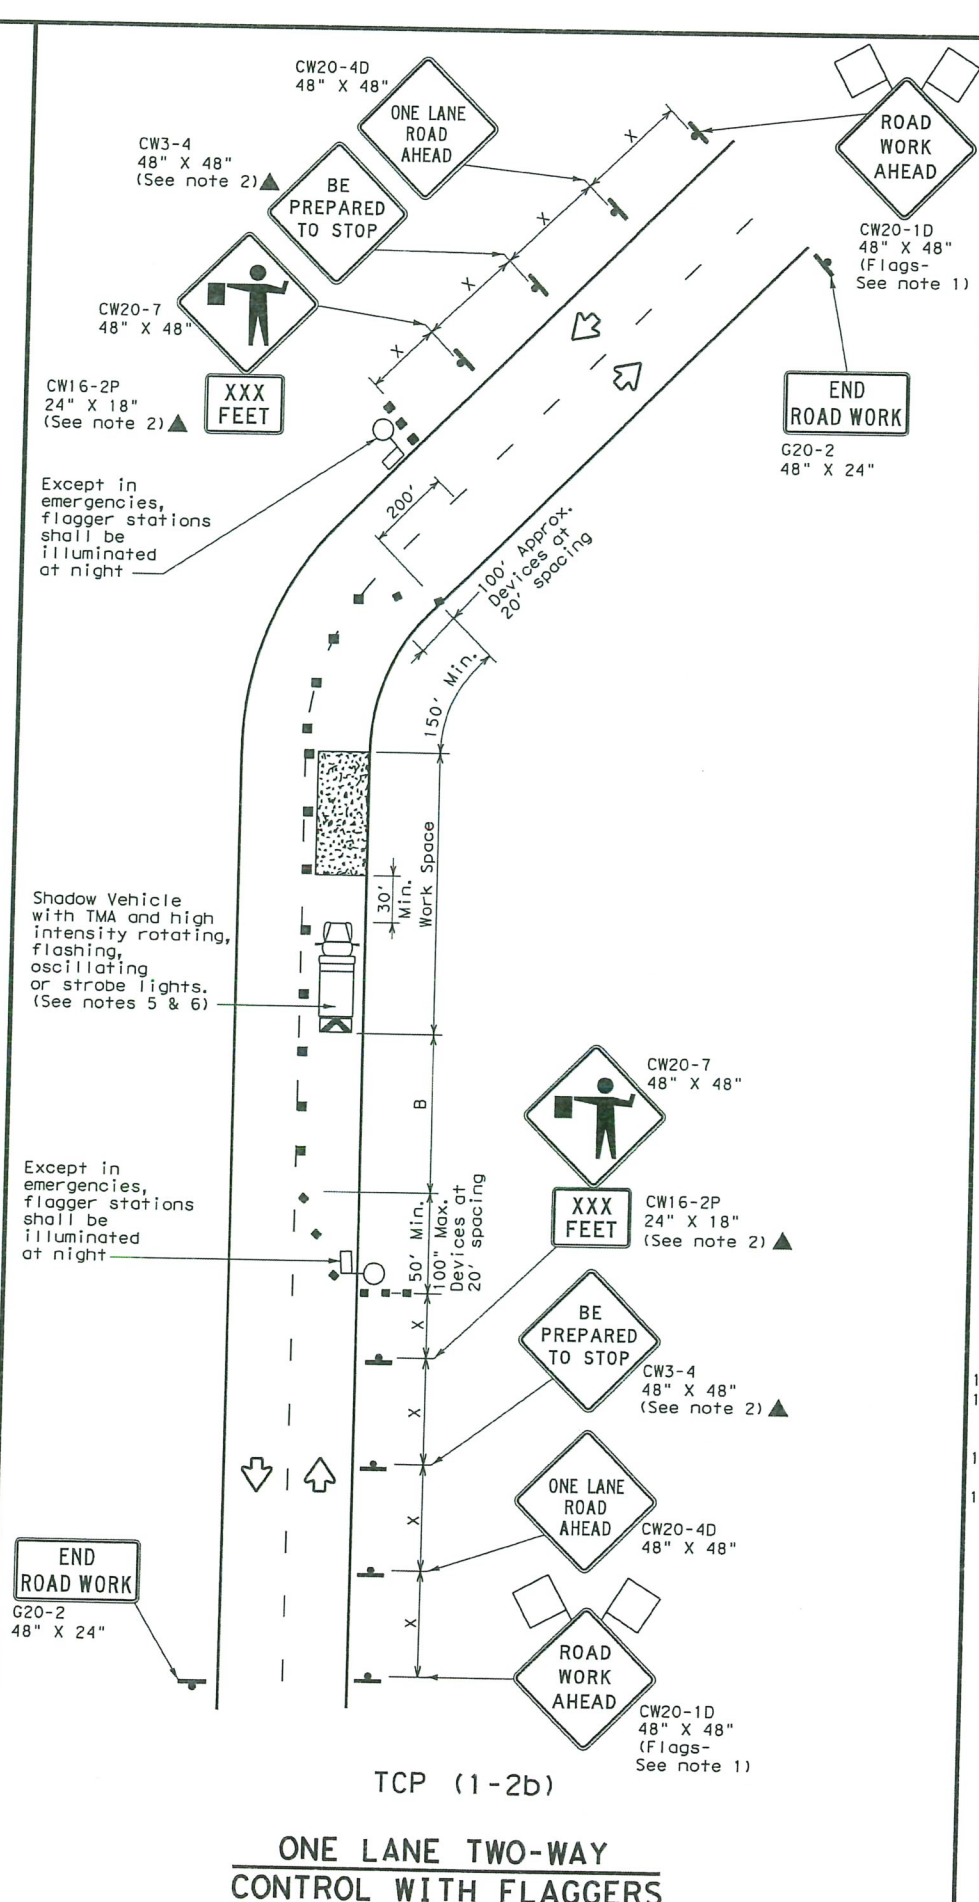 CW20-4D
48" X 48"
ONE LANE
ROAD
AHEAD
ROAD
WORK
AHEAD
CW20-1D
48" X 48"
(Flags-
See note 1)
CW3-4
48" X 48"
(See note 2)▲
BE
PREPARED
TO STOP
X
X
X
X
CW20-7
48" X 48"
CW16-2P
24" X 18"
(See note 2)▲
XXX
FEET
END
ROAD WORK
G20-2
48" X 24"
Except in
emergencies,
flagger stations
shall be
illuminated
at night
200'
100' Approx.
Devices at
20' spacing
150' Min.
30'
Min.
Work Space
Shadow Vehicle
with TMA and high
intensity rotating,
flashing,
oscillating
or strobe lights.
(See notes 5 & 6)
B
CW20-7
48" X 48"
XXX
FEET
CW16-2P
24" X 18"
(See note 2)▲
Except in
emergencies,
flagger stations
shall be
illuminated
at night
50' Min.
100" Max.
Devices at
20' spacing
X
BE
PREPARED
TO STOP
CW3-4
48" X 48"
(See note 2)▲
X
ONE LANE
ROAD
AHEAD
CW20-4D
48" X 48"
X
END
ROAD WORK
G20-2
48" X 24"
X
ROAD
WORK
AHEAD
CW20-1D
48" X 48"
(Flags-
See note 1)
1
1
1
1
TCP (1-2b)
ONE LANE TWO-WAY
CONTROL WITH FLAGGERS